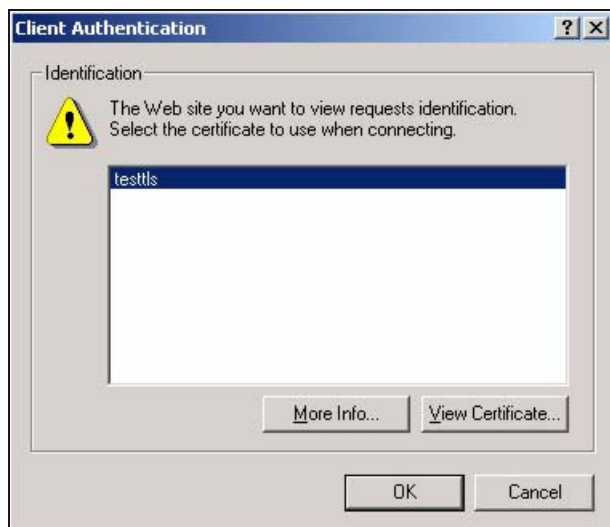 Client Authentication
Identification
The Web site you want to view requests identification.
Select the certificate to use when connecting.
testtls
More Info... View Certificate...
OK Cancel